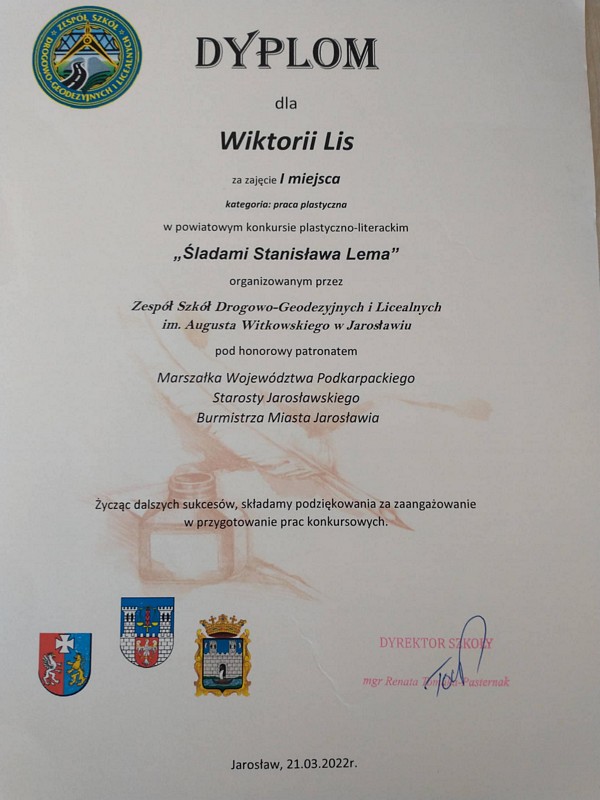 ZESPÓŁ SZKÓŁ
DROGOWO-GEODEZYJNYCH I LICEALNYCH
DYPLOM
dla
Wiktorii Lis
za zajęcie I miejsca
kategoria: praca plastyczna
w powiatowym konkursie plastyczno-literackim
„Śladami Stanisława Lema”
organizowanym przez
Zespół Szkół Drogowo-Geodezyjnych i Licealnych
im. Augusta Witkowskiego w Jarosławiu
pod honorowy patronatem
Marszałka Województwa Podkarpackiego
Starosty Jarosławskiego
Burmistrza Miasta Jarosławia
Życząc dalszych sukcesów, składamy podziękowania za zaangażowanie
w przygotowanie prac konkursowych.
DYREKTOR SZKOŁY
mgr Renata
Jarosław, 21.03.2022r.